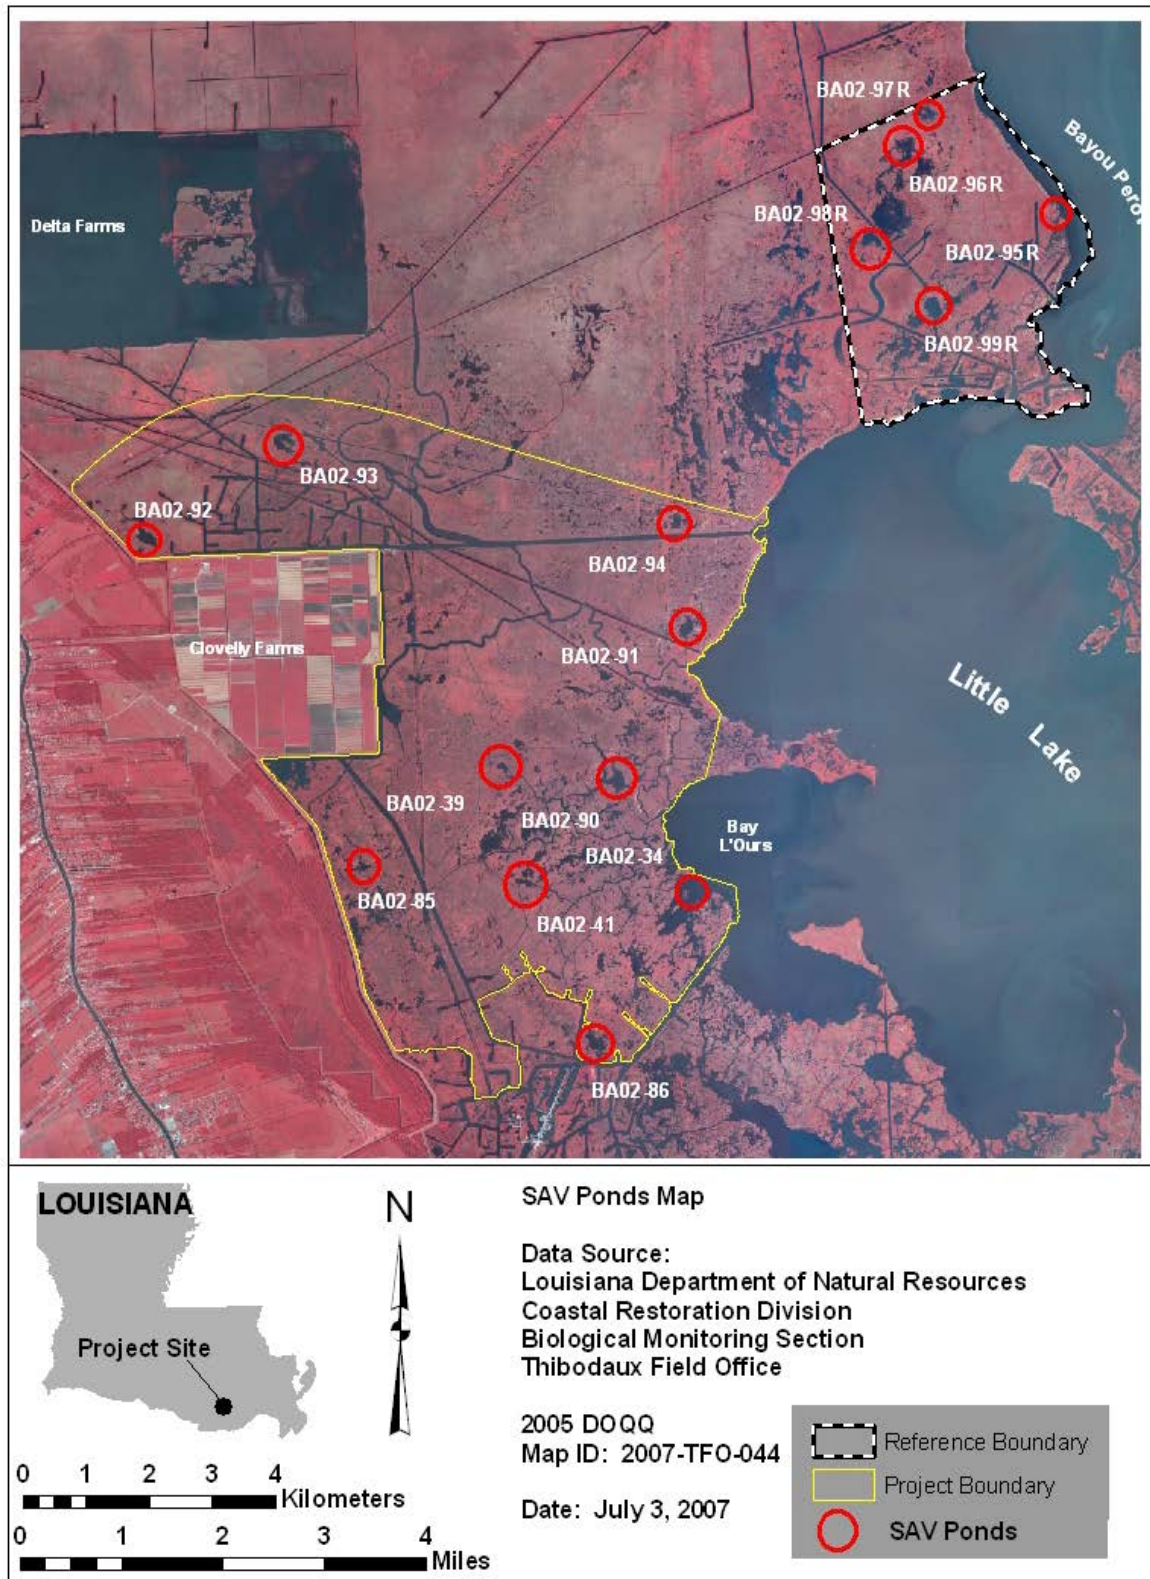 BA02-97R
Bayou Perot
BA02-96R
BA02-98R
Delta Farms
BA02-95R
BA02-99R
BA02-93
BA02-92
BA02-94
Clovelly Farms
BA02-91
Little Lake
BA02-39
BA02-90
Bay
L'Ours
BA02-34
BA02-85
BA02-41
BA02-86
LOUISIANA
Project Site
N
0 1 2 3 4
Kilometers
0 1 2 3 4
Miles
SAV Ponds Map
Data Source:
Louisiana Department of Natural Resources
Coastal Restoration Division
Biological Monitoring Section
Thibodaux Field Office
2005 DOQQ
Map ID: 2007-TFO-044
Date: July 3, 2007
Reference Boundary
Project Boundary
SAV Ponds